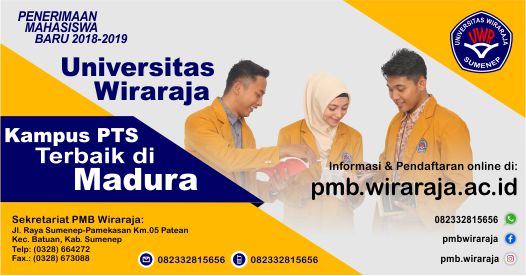 PENERIMAAN
MAHASISWA
BARU 2018-2019
Universitas
Wiraraja
Kampus PTS
Terbaik di
Madura
UNIVERSITAS WIRARAJA
UWR
SUMENEP
Informasi & Pendaftaran online di:
pmb.wiraraja.ac.id
082332815656
pmbwiraraja
pmb.wiraraja
Sekretariat PMB Wiraraja:
Jl. Raya Sumenep-Pamekasan Km.05 Patean
Kec. Batuan, Kab. Sumenep
Telp: (0328) 664272
Fax.: (0328) 673088
082332815656
082332815656